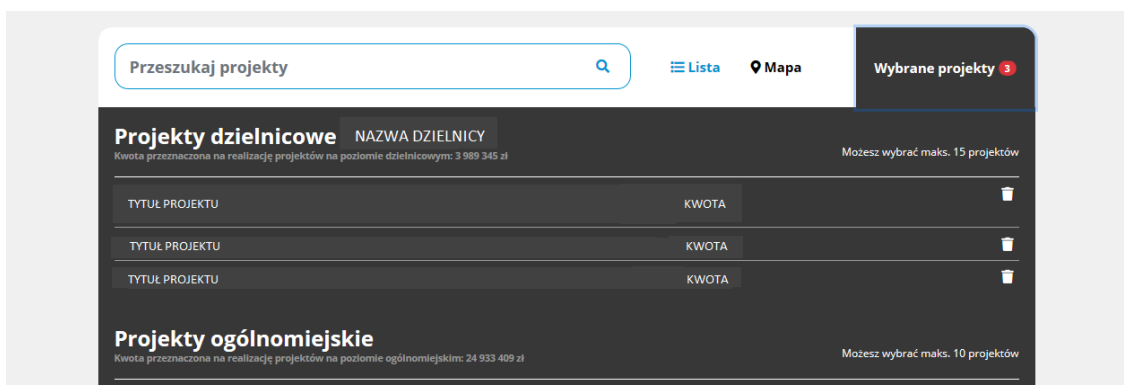 Przeszukaj projekty
Lista
Mapa
Wybrane projekty 3
Projekty dzielnicowe NAZWA DZIELNICY
Kwota przeznaczona na realizację projektów na poziomie dzielnicowym: 3 989 345 zł
Możesz wybrać maks. 15 projektów
TYTUŁ PROJEKTU KWOTA
TYTUŁ PROJEKTU KWOTA
TYTUŁ PROJEKTU KWOTA
Projekty ogólnomiejskie
Kwota przeznaczona na realizację projektów na poziomie ogólnomiejskim: 24 933 409 zł
Możesz wybrać maks. 10 projektów